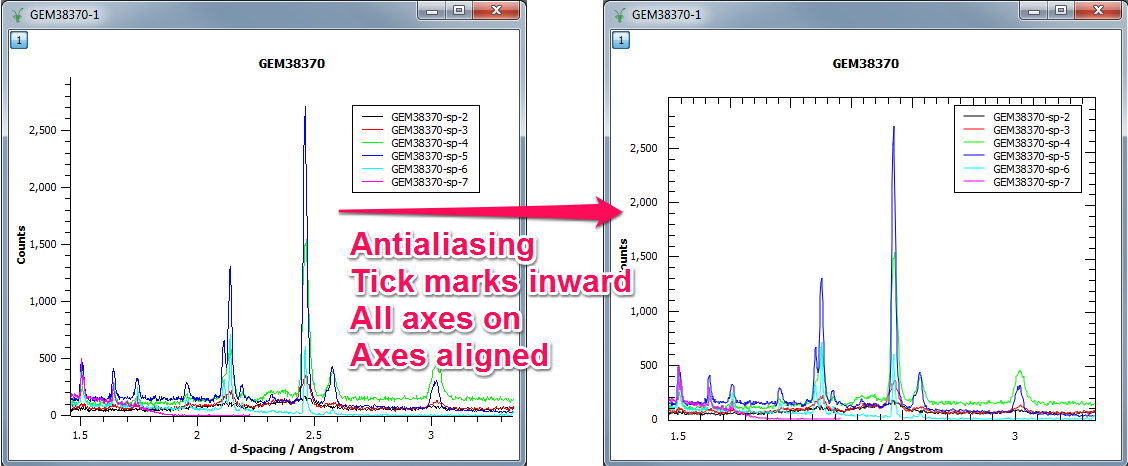 GEM38370-1
1
GEM38370
Counts
2,500
2,000
1,500
1,000
500
0
1.5
2
2.5
3
d-Spacing / Angstrom
GEM38370-sp-2
GEM38370-sp-3
GEM38370-sp-4
GEM38370-sp-5
GEM38370-sp-6
GEM38370-sp-7
Antialiasing
Tick marks inward
All axes on
Axes aligned
GEM38370-1
1
GEM38370
Counts
2,500
2,000
1,500
1,000
500
0
1.5
2
2.5
3
d-Spacing / Angstrom
GEM38370-sp-2
GEM38370-sp-3
GEM38370-sp-4
GEM38370-sp-5
GEM38370-sp-6
GEM38370-sp-7